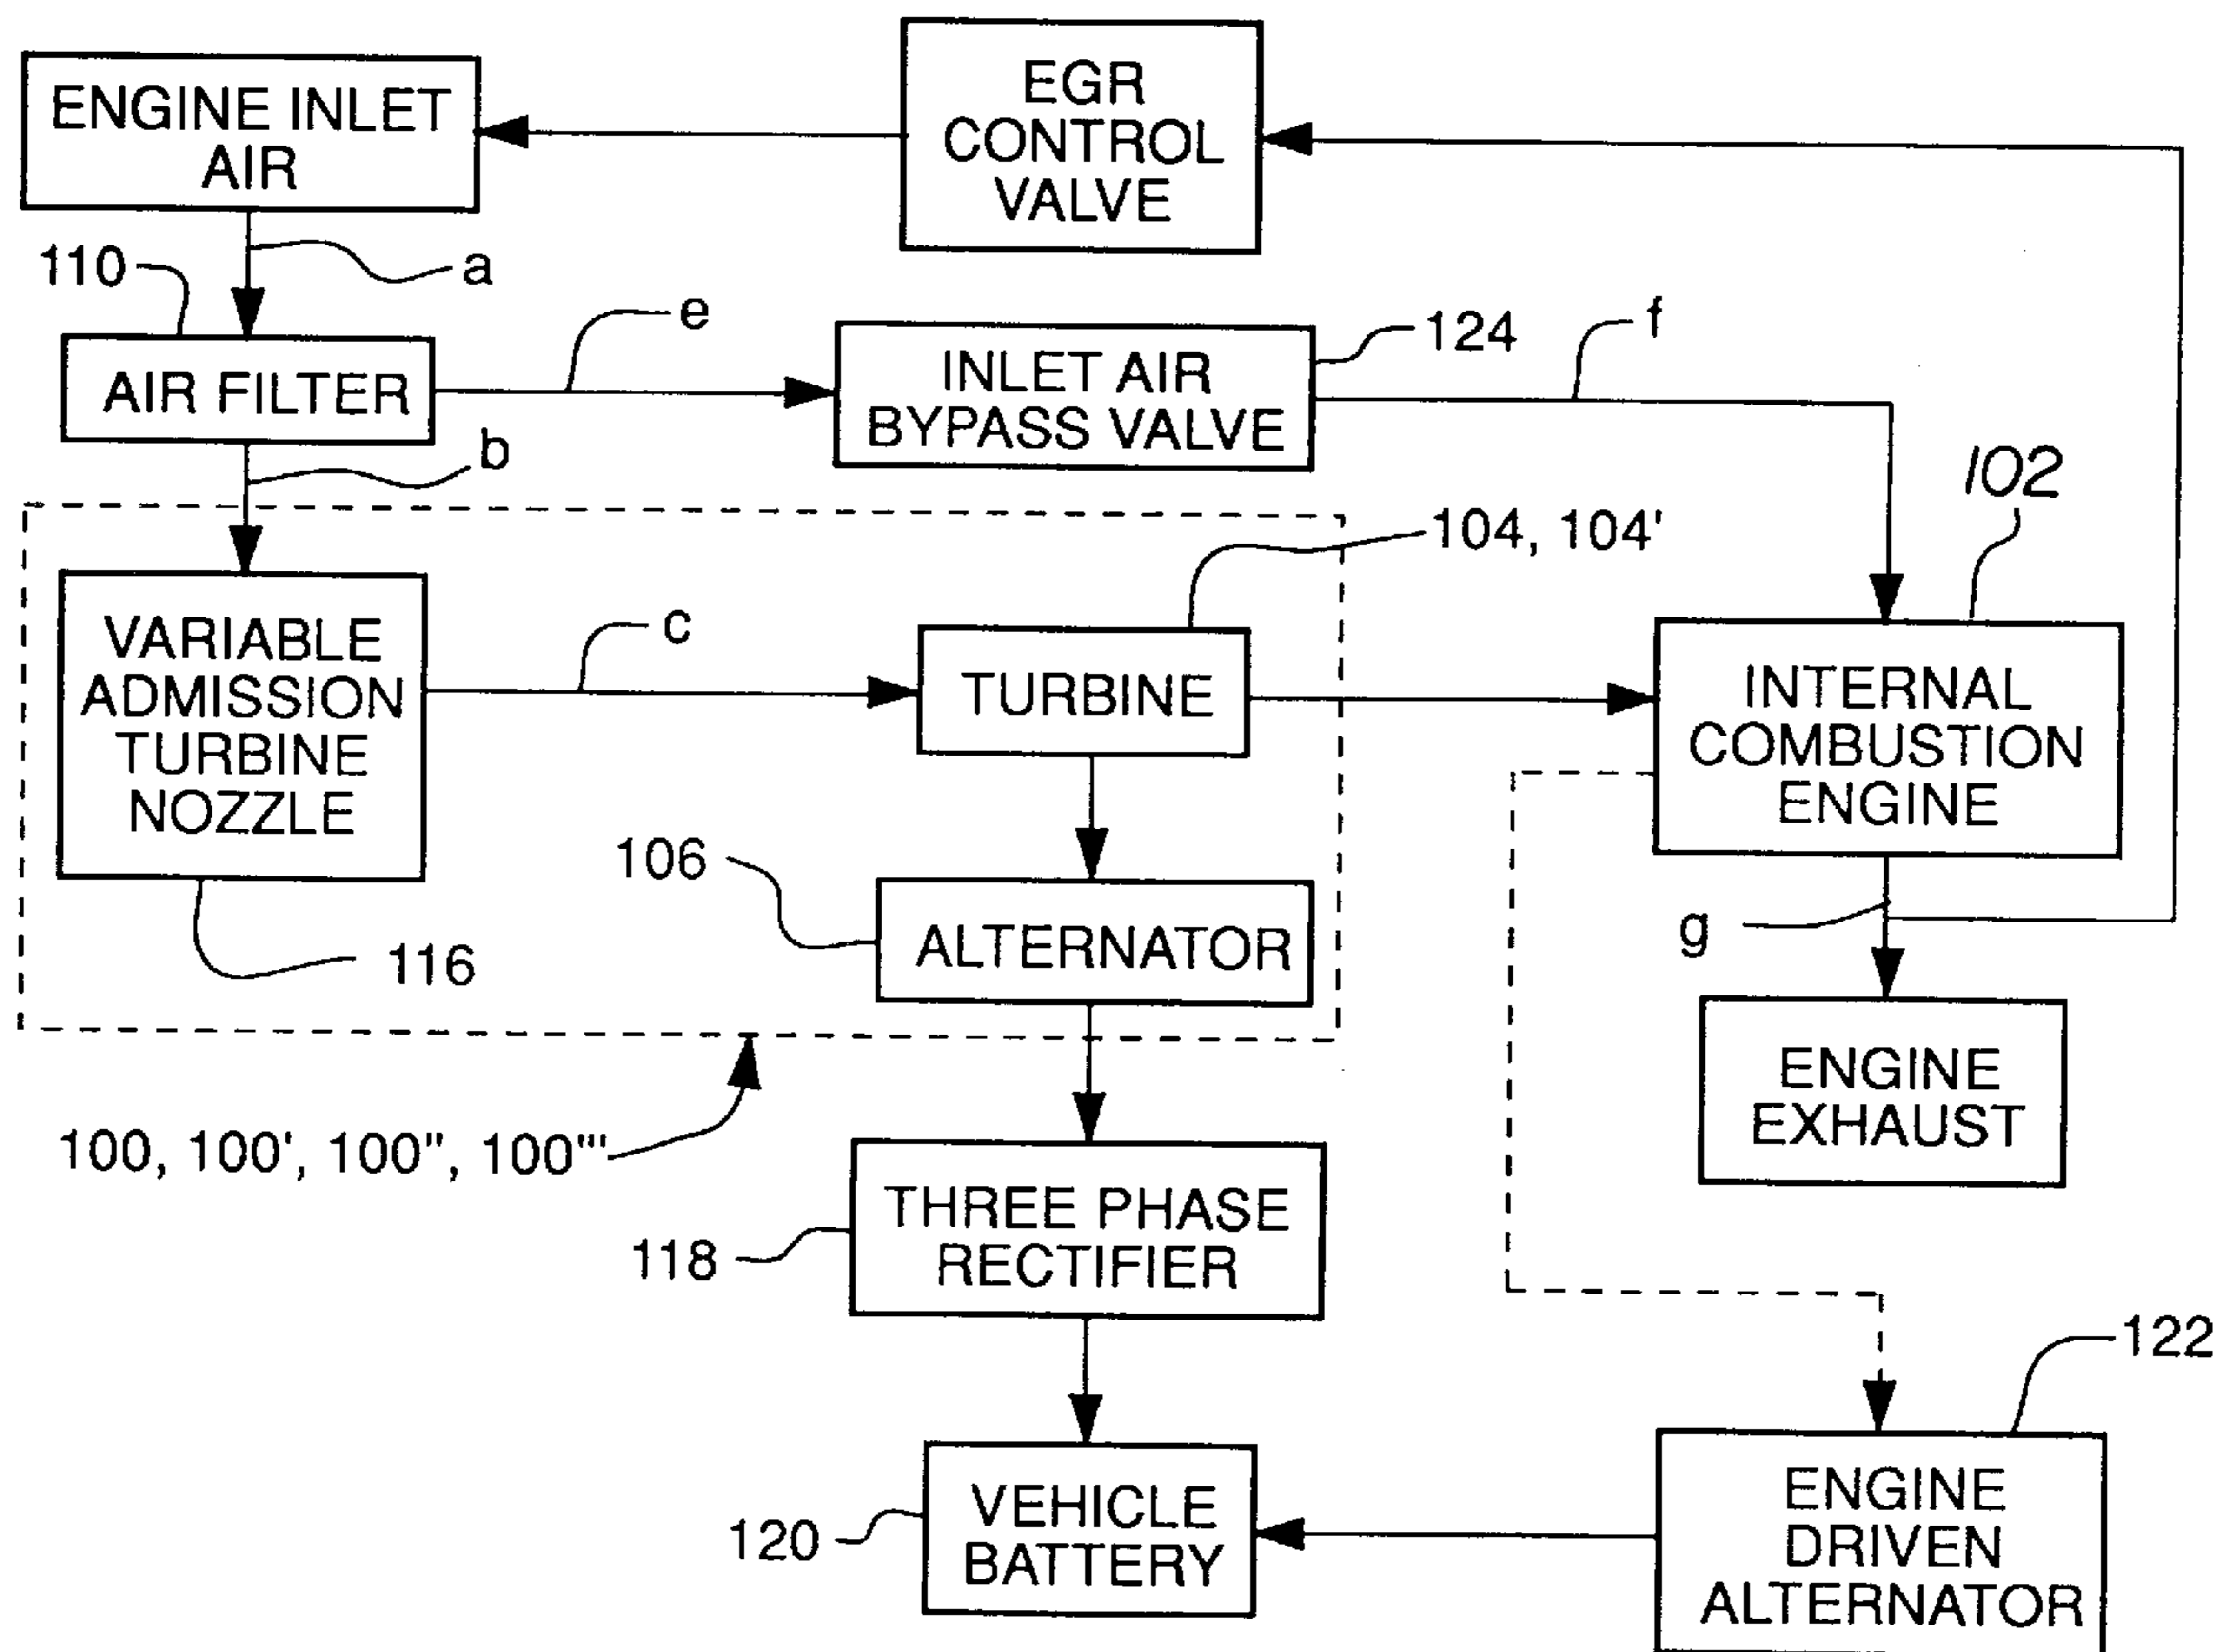 ENGINE INLET
AIR
EGR
CONTROL
VALVE
110
a
AIR FILTER
e
INLET AIR
BYPASS VALVE
124
f
b
102
104, 104'
VARIABLE
ADMISSION
TURBINE
NOZZLE
c
TURBINE
INTERNAL
COMBUSTION
ENGINE
106
ALTERNATOR
116
g
ENGINE
EXHAUST
100, 100', 100", 100'"
THREE PHASE
RECTIFIER
118
122
VEHICLE
BATTERY
120
ENGINE
DRIVEN
ALTERNATOR